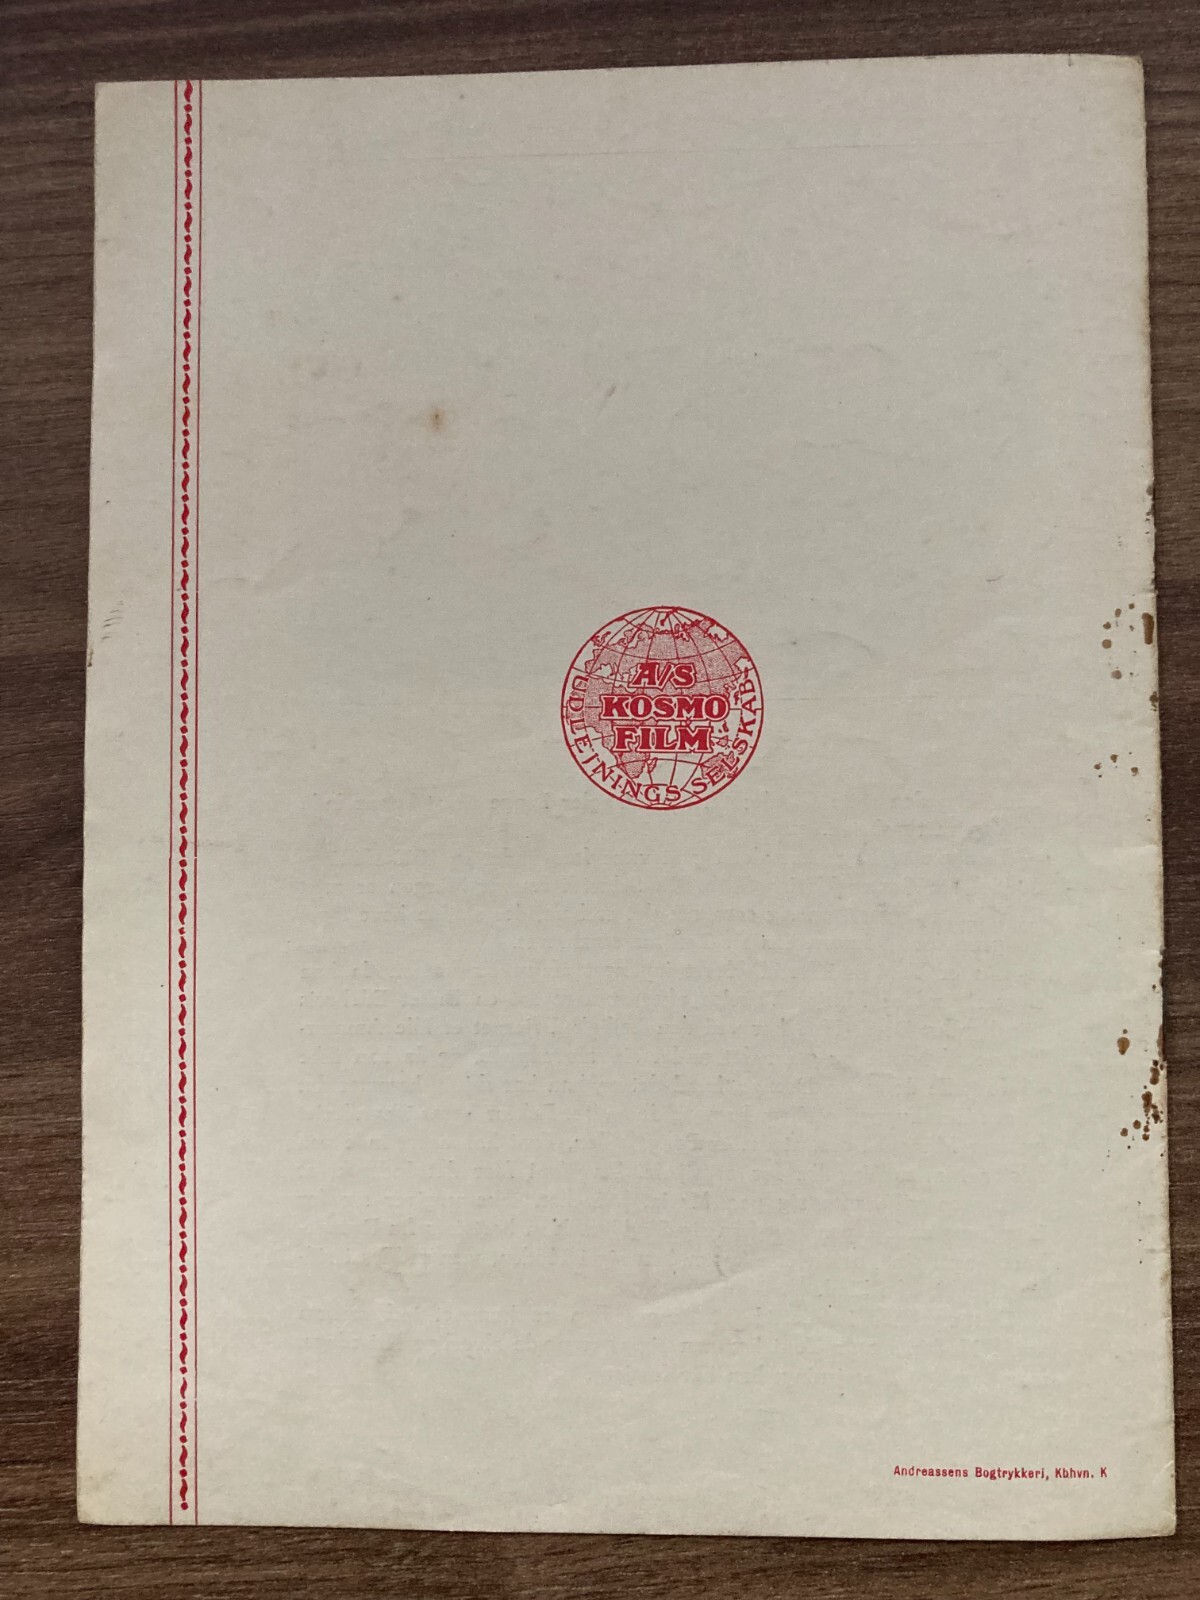 A/S
KOSMO
FILM
UDLEJNINGS SELSKAB
Andreassens Bogtrykkeri, Kbhvn. K